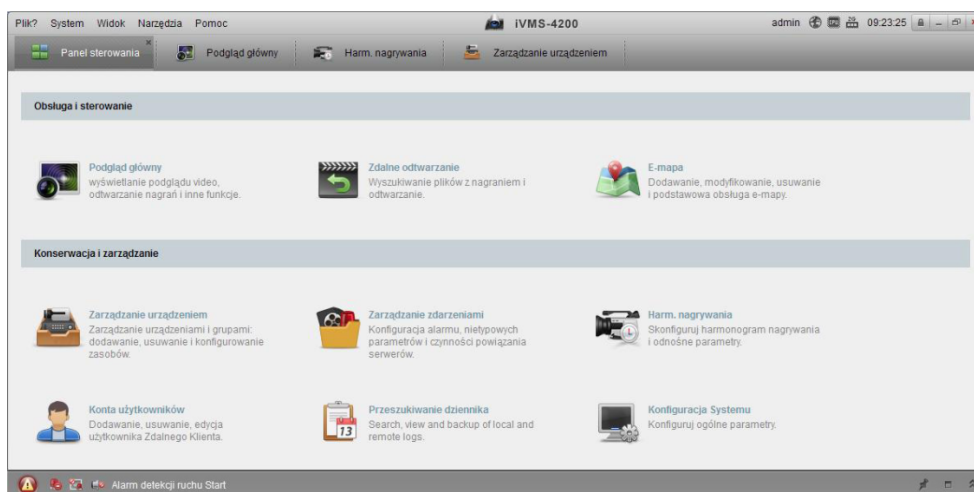 Plik? System Widok Narzędzia Pomoc
iVMS-4200
admin
09:23:25
Panel sterowania
Podgląd główny
Harm. nagrywania
Zarządzanie urządzeniem
Obsługa i sterowanie
Podgląd główny
wyświetlanie podglądu video,
odtwarzanie nagrań i inne funkcje.
Zdalne odtwarzanie
Wyszukiwanie plików z nagraniem i
odtwarzanie.
E-mapa
Dodawanie, modyfikowanie, usuwanie
i podstawowa obsługa e-mapy.
Konserwacja i zarządzanie
Zarządzanie urządzeniem
Zarządzanie urządzeniami i grupami:
dodawanie, usuwanie i konfigurowanie
zasobów.
Zarządzanie zdarzeniami
Konfiguracja alarmu, nietypowych
parametrów i czynności powiązania
serwerów.
Harm. nagrywania
Skonfiguruj harmonogram nagrywania
i odnośne parametry.
Konta użytkowników
Dodawanie, usuwanie, edycja
użytkownika Zdalnego Klienta.
13
Przeszukiwanie dziennika
Search, view and backup of local and
remote logs.
Konfiguracja Systemu
Konfiguruj ogólne parametry.
Alarm detekcji ruchu Start